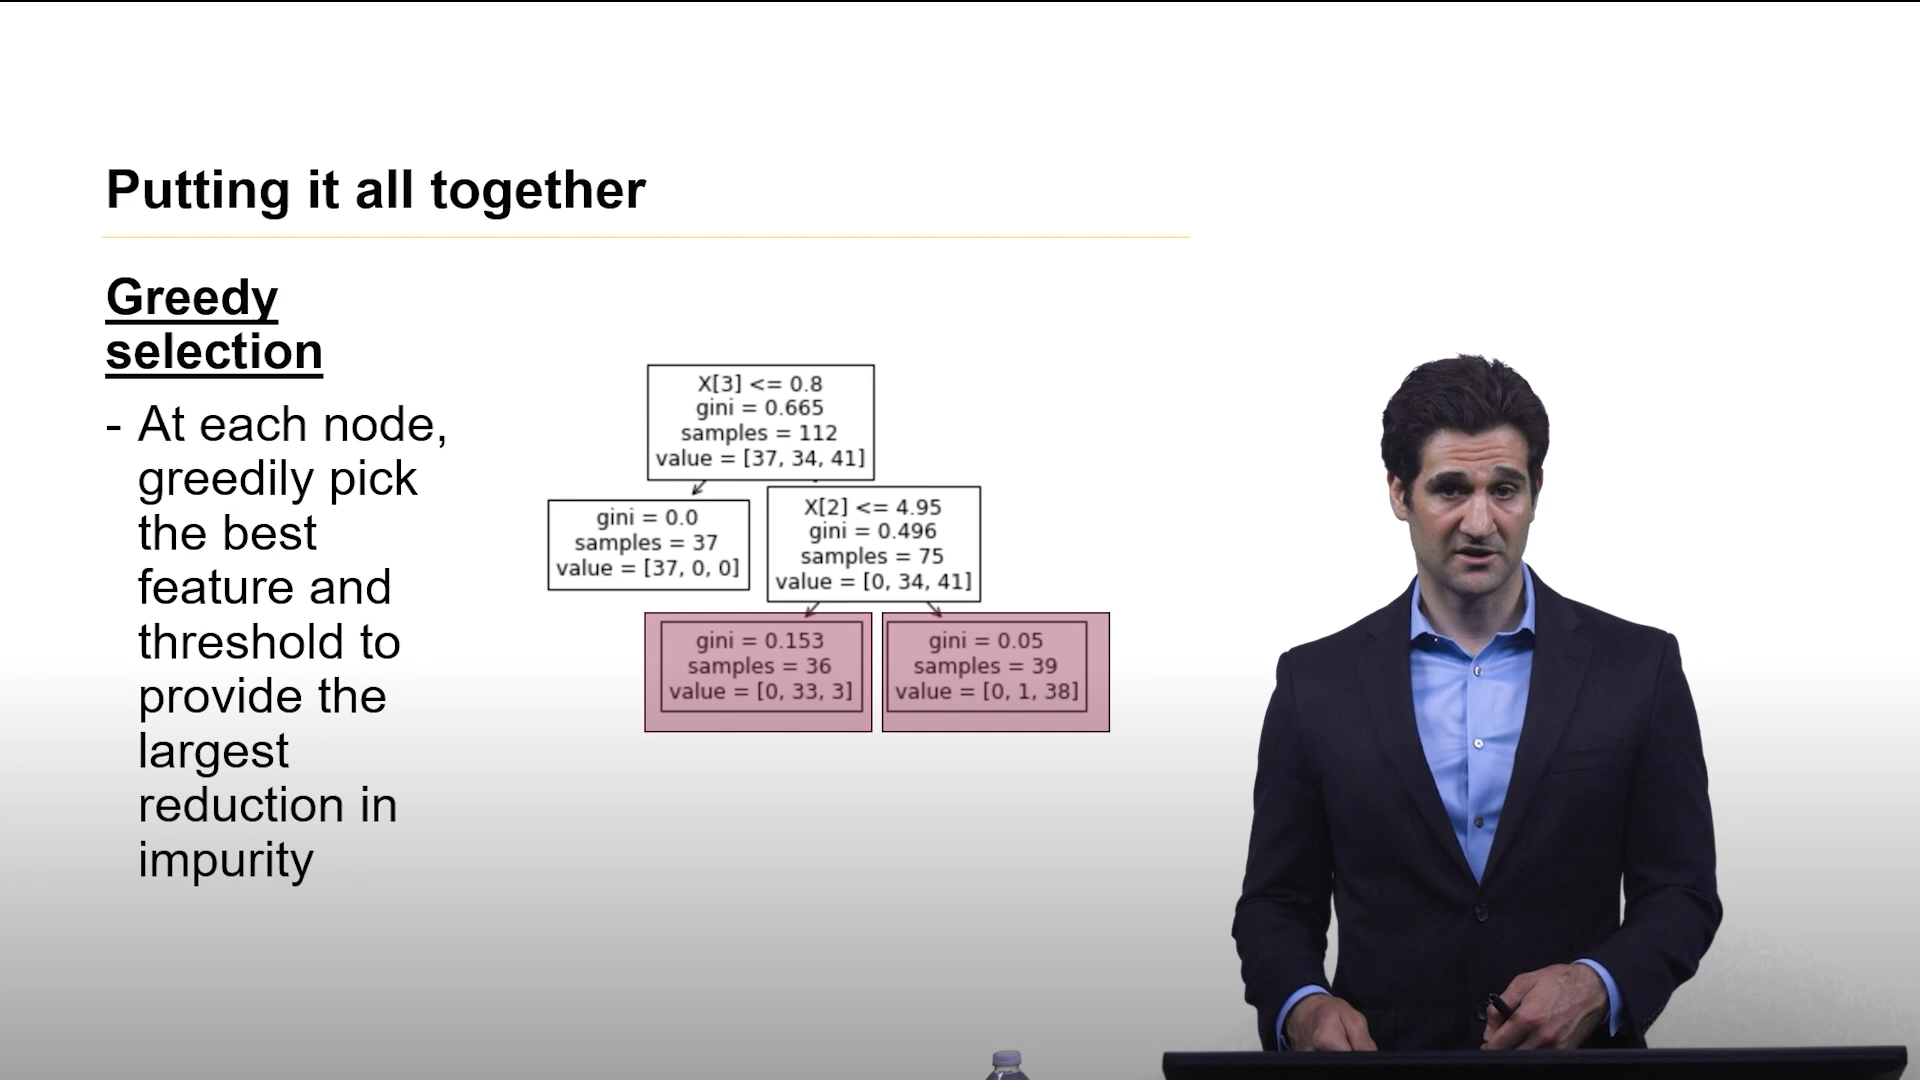 Putting it all together
Greedy
selection
- At each node,
greedily pick
the best
feature and
threshold to
provide the
largest
reduction in
impurity
X[3] <= 0.8
gini = 0.665
samples = 112
value = [37, 34, 41]
gini = 0.0
samples = 37
value = [37, 0, 0]
X[2] <= 4.95
gini = 0.496
samples = 75
value = [0, 34, 41]
gini = 0.153
samples = 36
value = [0, 33, 3]
gini = 0.05
samples = 39
value = [0, 1, 38]